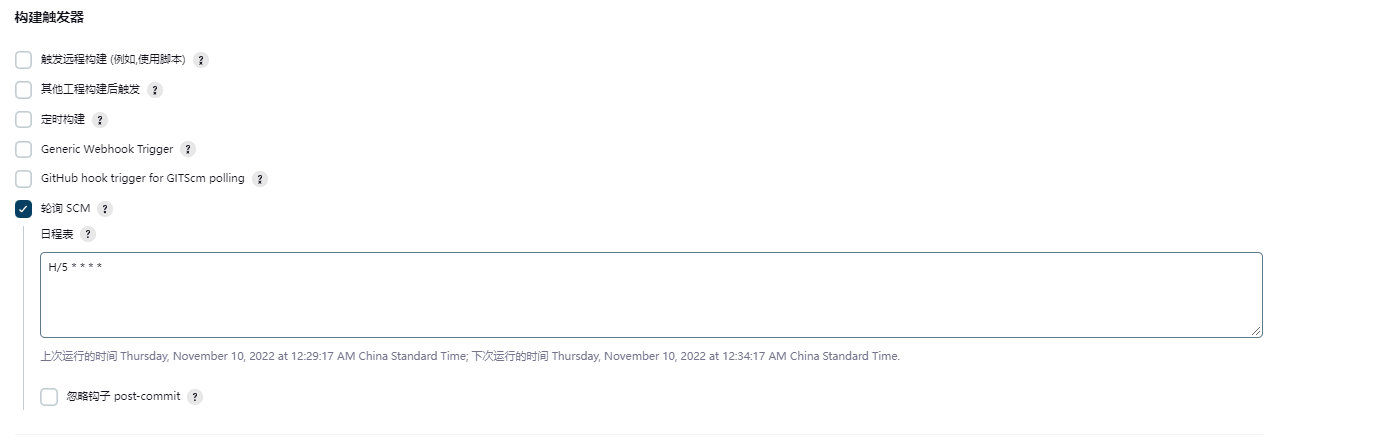 构建触发器
触发远程构建 (例如,使用脚本) ?
其他工程构建后触发 ?
定时构建 ?
Generic Webhook Trigger ?
GitHub hook trigger for GITScm polling ?
轮询 SCM ?
日程表 ?
H/5 * * * *
上次运行的时间 Thursday, November 10, 2022 at 12:29:17 AM China Standard Time; 下次运行的时间 Thursday, November 10, 2022 at 12:34:17 AM China Standard Time.
忽略钩子 post-commit ?